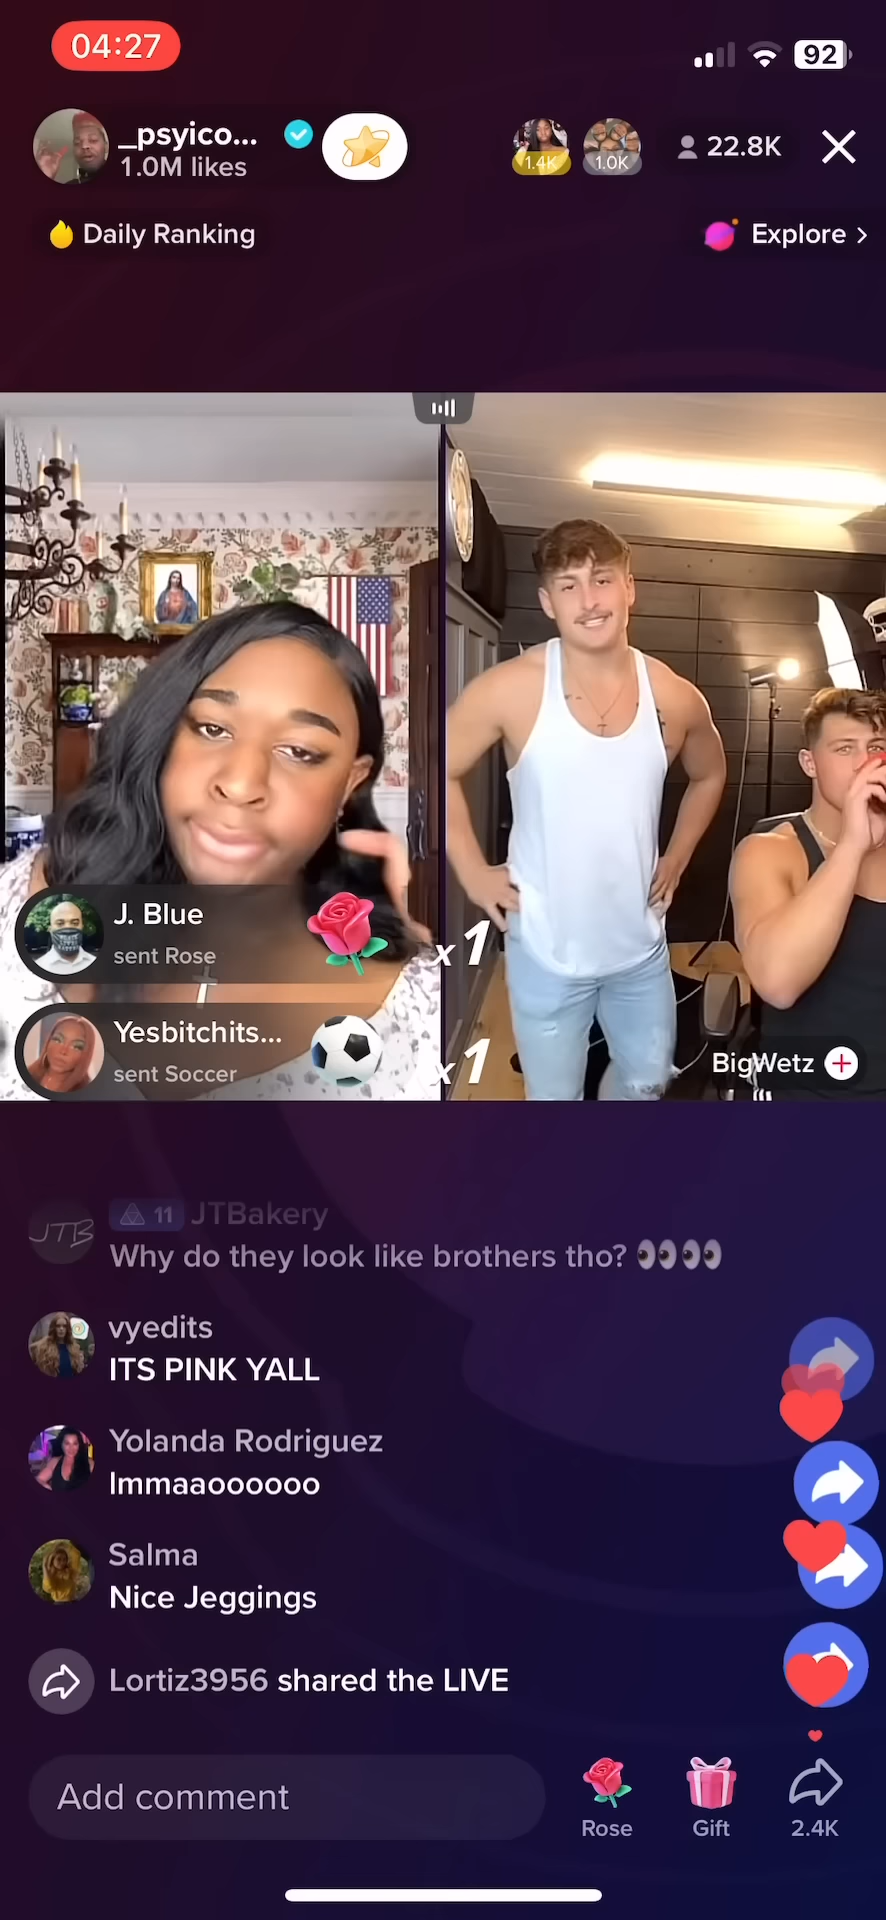 04:27
92
_psyico...
1.0M likes
1.4K
1.0K
22.8K
Daily Ranking
Explore >
J. Blue
sent Rose
x1
Yesbitchits...
sent Soccer
x1
BigWetz
11 JTBakery
JTB
Why do they look like brothers tho? 👀👀
vyedits
ITS PINK YALL
Yolanda Rodriguez
lmmaaoooooo
Salma
Nice Jeggings
Lortiz3956 shared the LIVE
Add comment
Rose
Gift
2.4K